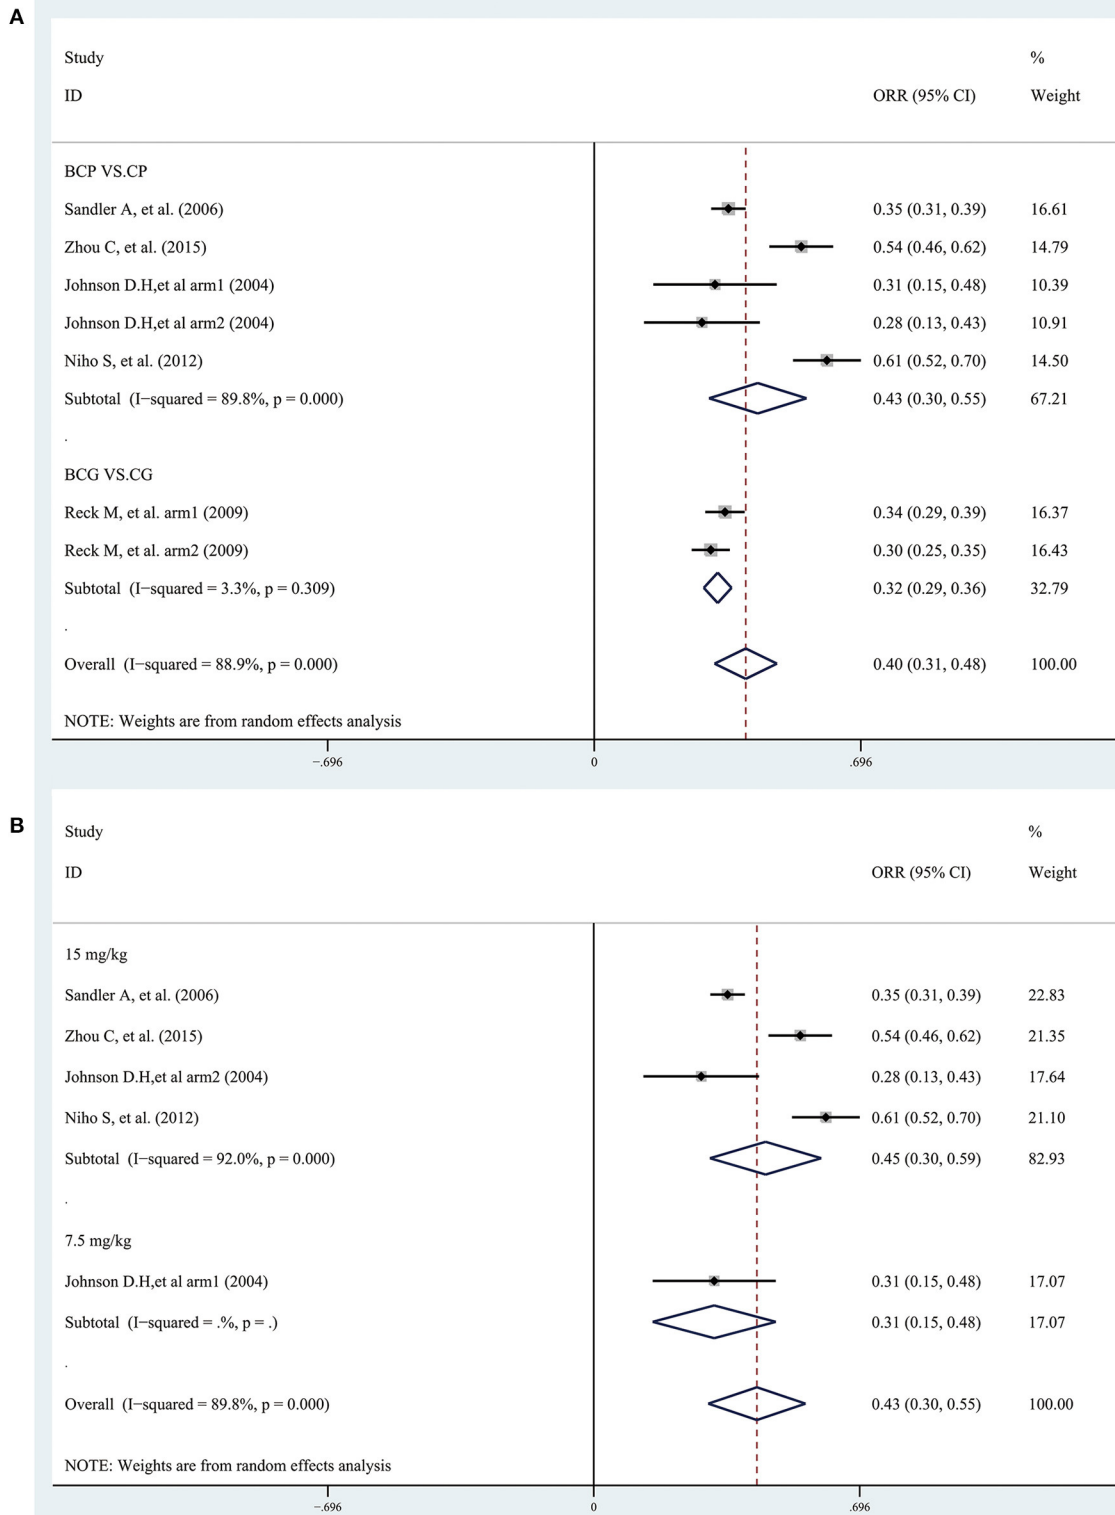 A
Study %
ID ORR (95% CI) Weight
BCP VS.CP
Sandler A, et al. (2006) 0.35 (0.31, 0.39) 16.61
Zhou C, et al. (2015) 0.54 (0.46, 0.62) 14.79
Johnson D.H,et al arm1 (2004) 0.31 (0.15, 0.48) 10.39
Johnson D.H,et al arm2 (2004) 0.28 (0.13, 0.43) 10.91
Niho S, et al. (2012) 0.61 (0.52, 0.70) 14.50
Subtotal (I−squared = 89.8%, p = 0.000) 0.43 (0.30, 0.55) 67.21
.
BCG VS.CG
Reck M, et al. arm1 (2009) 0.34 (0.29, 0.39) 16.37
Reck M, et al. arm2 (2009) 0.30 (0.25, 0.35) 16.43
Subtotal (I−squared = 3.3%, p = 0.309) 0.32 (0.29, 0.36) 32.79
.
Overall (I−squared = 88.9%, p = 0.000) 0.40 (0.31, 0.48) 100.00
NOTE: Weights are from random effects analysis
−.696 0 .696
B
Study %
ID ORR (95% CI) Weight
15 mg/kg
Sandler A, et al. (2006) 0.35 (0.31, 0.39) 22.83
Zhou C, et al. (2015) 0.54 (0.46, 0.62) 21.35
Johnson D.H,et al arm2 (2004) 0.28 (0.13, 0.43) 17.64
Niho S, et al. (2012) 0.61 (0.52, 0.70) 21.10
Subtotal (I−squared = 92.0%, p = 0.000) 0.45 (0.30, 0.59) 82.93
.
7.5 mg/kg
Johnson D.H,et al arm1 (2004) 0.31 (0.15, 0.48) 17.07
Subtotal (I−squared = .%, p = .) 0.31 (0.15, 0.48) 17.07
.
Overall (I−squared = 89.8%, p = 0.000) 0.43 (0.30, 0.55) 100.00
NOTE: Weights are from random effects analysis
−.696 0 .696